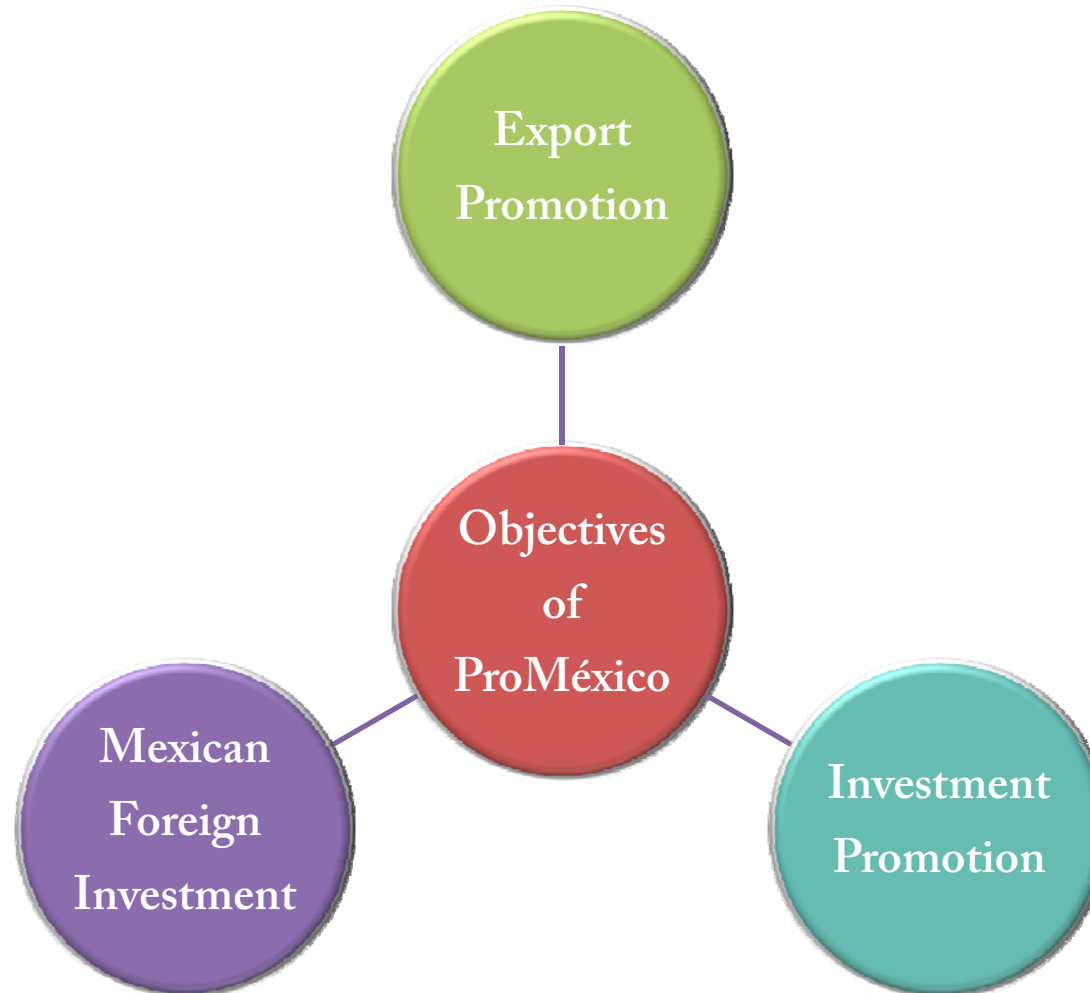 Export
Promotion
Objectives
of
ProMéxico
Mexican
Foreign
Investment
Investment
Promotion